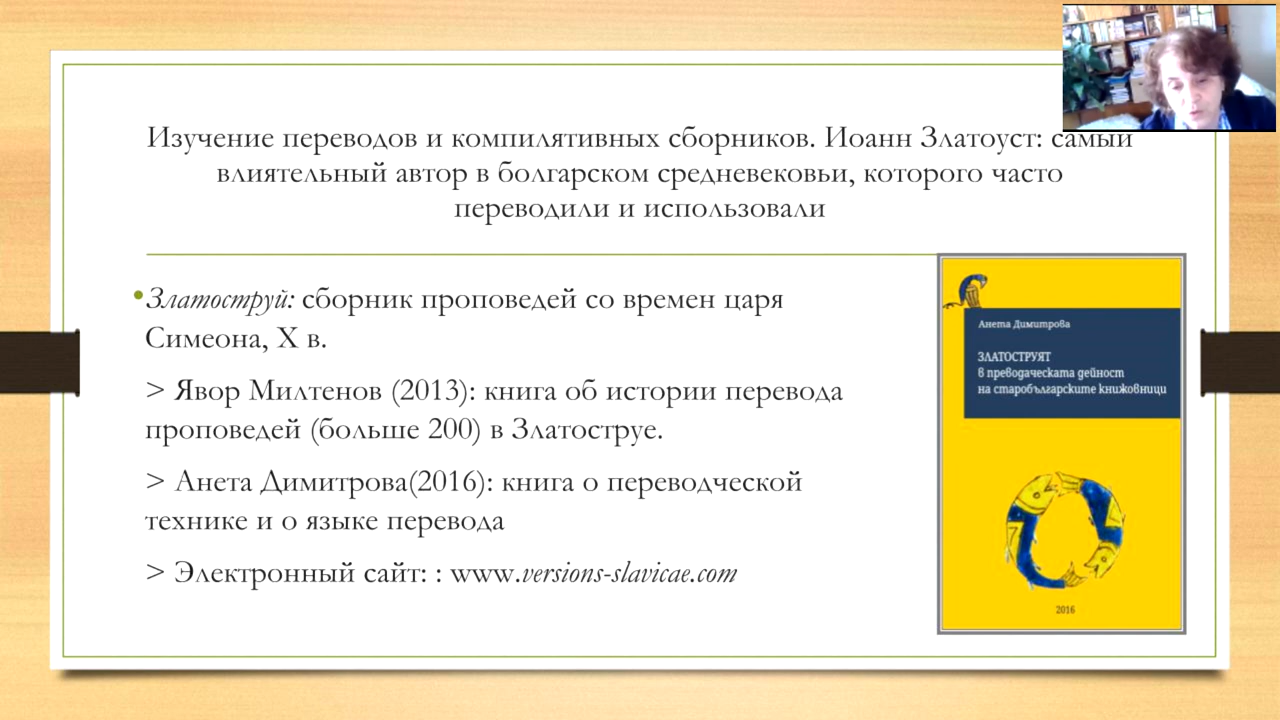 Изучение переводов и компилятивных сборников. Иоанн Златоуст: самый
влиятельный автор в болгарском средневековьи, которого часто
переводили и использовали
•Златоструй: сборник проповедей со времен царя
Симеона, X в.
> Явор Милтенов (2013): книга об истории перевода
проповедей (больше 200) в Златоструе.
> Анета Димитрова(2016): книга о переводческой
технике и о языке перевода
> Электронный сайт: : www.versions-slavicae.com
Анета Димитрова
ЗЛАТОСТРУЯТ
в преводаческата дейност
на старобългарските книжовници
2016